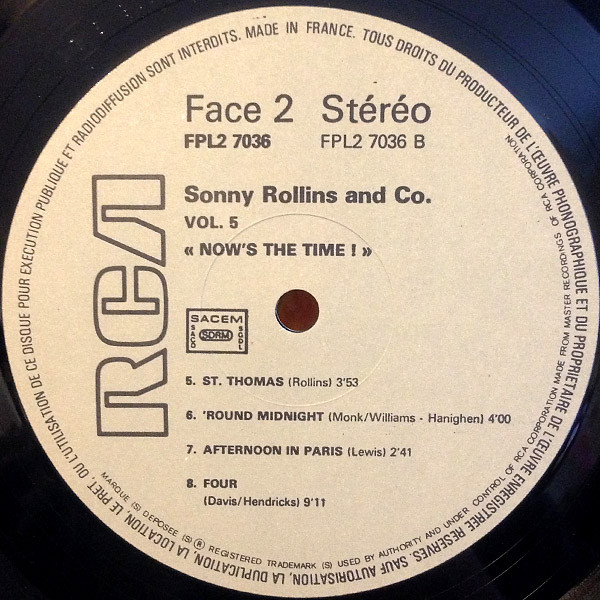 Face 2 Stéréo
FPL2 7036 FPL2 7036 B
Sonny Rollins and Co.
VOL. 5
« NOW'S THE TIME ! »
RCA
SACEM
SACD SDRM SGDL
5. ST. THOMAS (Rollins) 3'53
6. 'ROUND MIDNIGHT (Monk/Williams - Hanighen) 4'00
7. AFTERNOON IN PARIS (Lewis) 2'41
8. FOUR
(Davis/Hendricks) 9'11
MADE IN FRANCE. TOUS DROITS DU PRODUCTEUR DE L'ŒUVRE PHONOGRAPHIQUE ET DU PROPRIETAIRE DE L'ŒUVRE ENREGISTREE RESERVES. SAUF AUTORISATION, LA DUPLICATION, LA LOCATION, LE PRET, OU L'UTILISATION DE CE DISQUE POUR EXECUTION PUBLIQUE ET RADIODIFFUSION SONT INTERDITS.
MARQUE (S) DEPOSEE (S) ® REGISTERED TRADEMARK (S) USED BY AUTHORITY AND UNDER CONTROL OF RCA CORPORATION MADE FROM MASTER RECORDINGS OF RCA CORPORATION